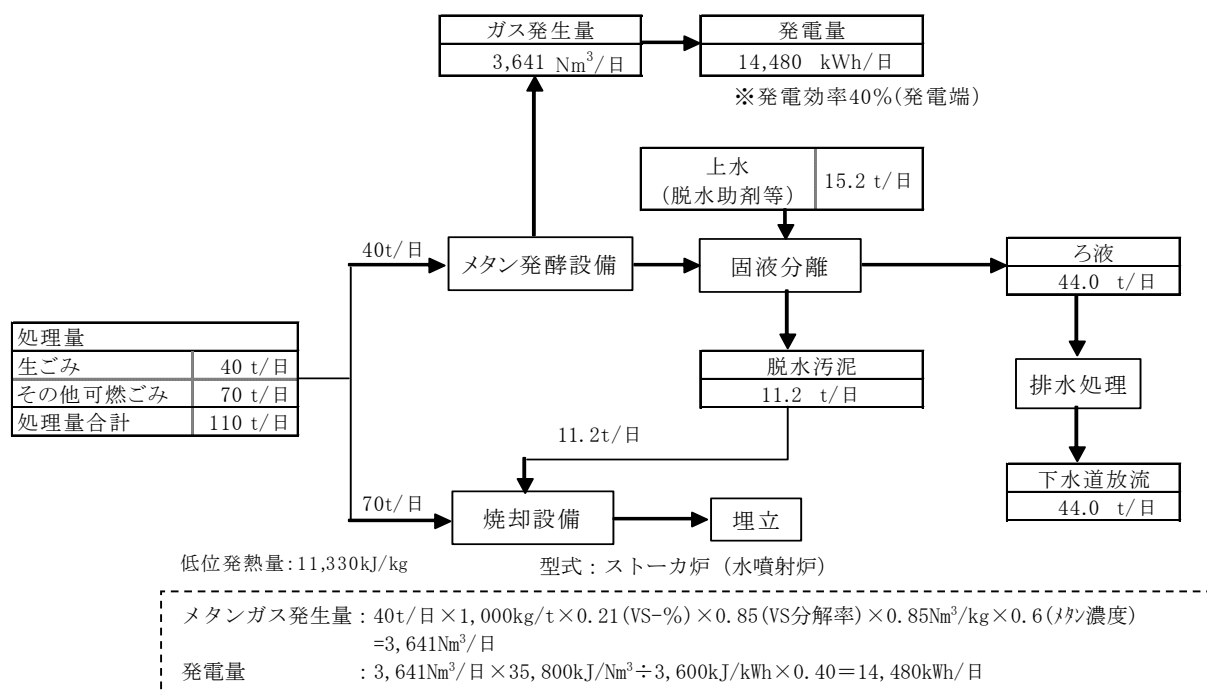 ガス発生量
3,641 Nm³/日
発電量
14,480 kWh/日
※発電効率40%(発電端)
上水
(脱水助剤等)
15.2 t/日
40t/日
メタン発酵設備
固液分離
ろ液
44.0 t/日
処理量
生ごみ 40 t/日
その他可燃ごみ 70 t/日
処理量合計 110 t/日
脱水汚泥
11.2 t/日
排水処理
11.2t/日
下水道放流
44.0 t/日
70t/日
焼却設備
埋立
低位発熱量:11,330kJ/kg
型式：ストーカ炉（水噴射炉）
メタンガス発生量：40t/日×1,000kg/t×0.21(VS-%)×0.85(VS分解率)×0.85Nm³/kg×0.6(ﾒﾀﾝ濃度)
=3,641Nm³/日
発電量 ：3,641Nm³/日×35,800kJ/Nm³÷3,600kJ/kWh×0.40＝14,480kWh/日